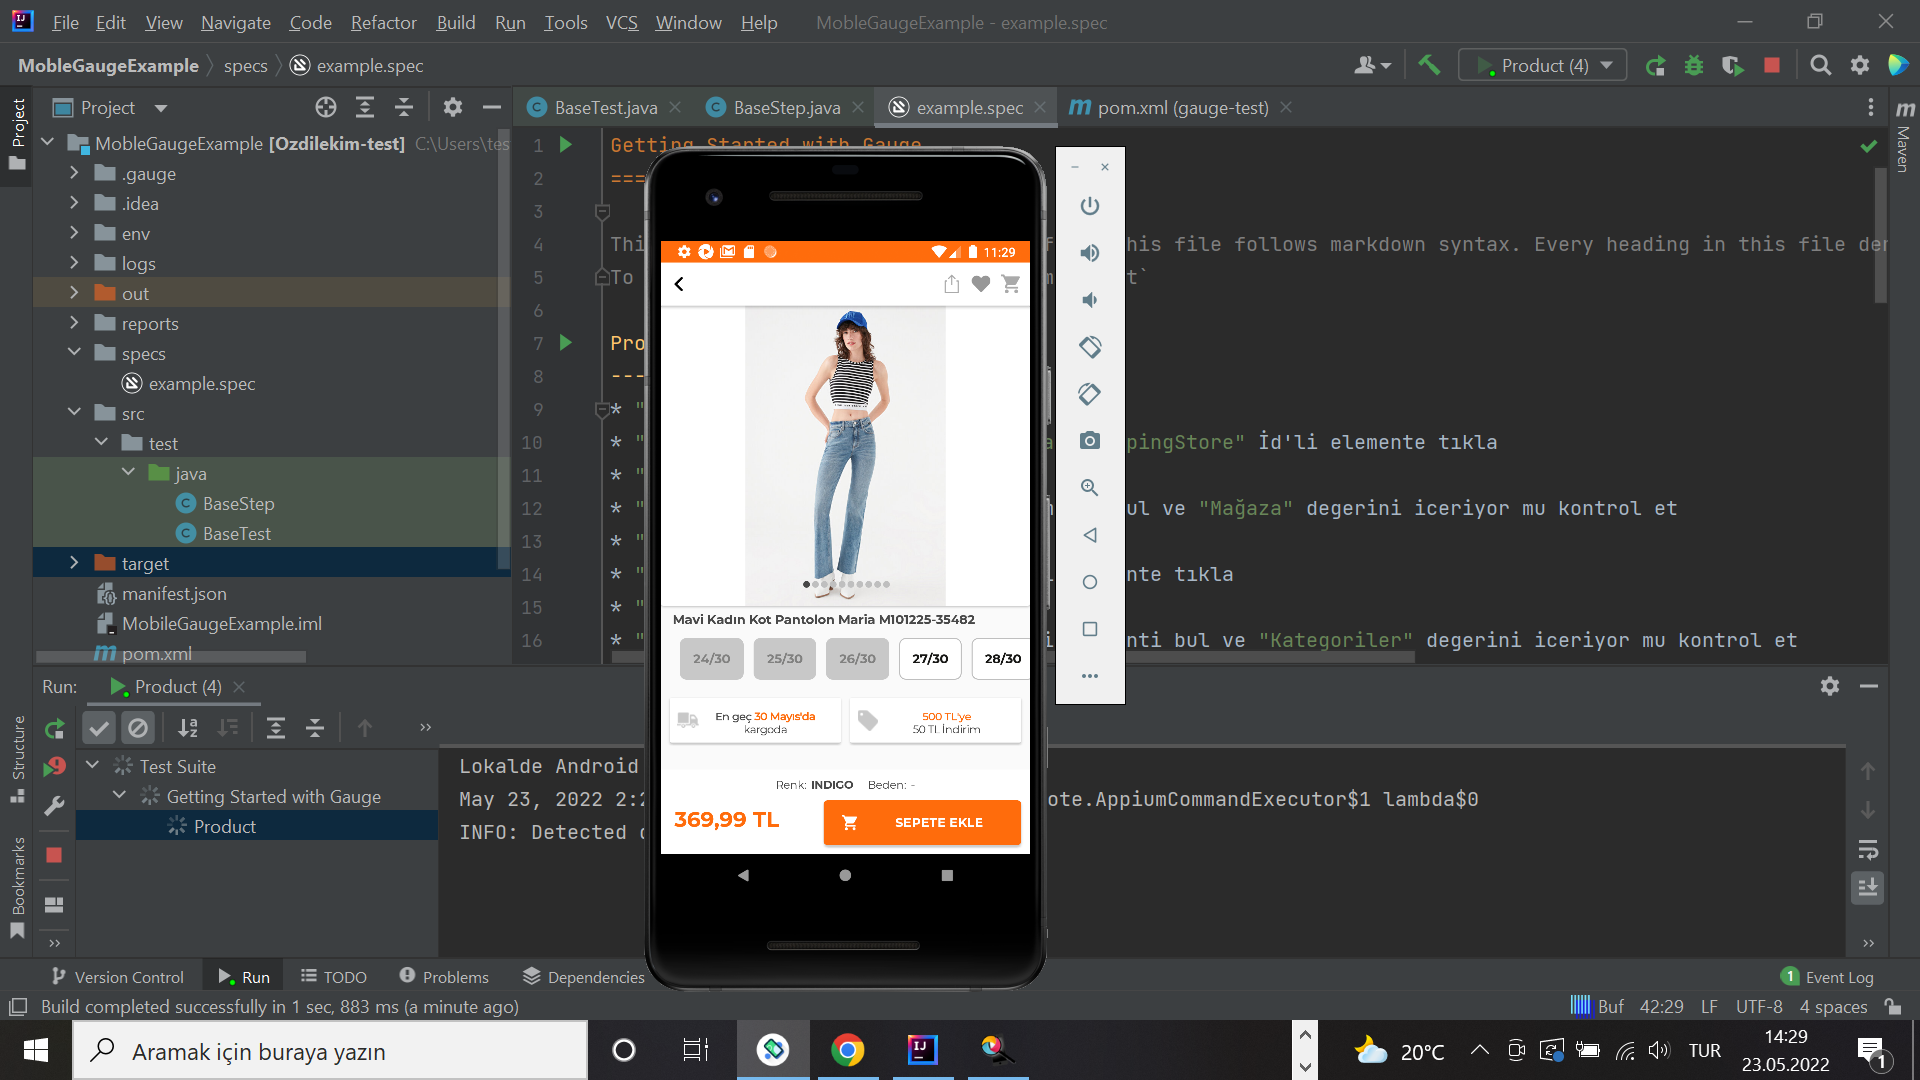 File Edit View Navigate Code Refactor Build Run Tools VCS Window Help MobleGaugeExample - example.spec
MobleGaugeExample specs example.spec Product (4)
Project
BaseTest.java BaseStep.java example.spec pom.xml (gauge-test)
Project
Maven
MobleGaugeExample [Ozdilekim-test] C:\Users\tes
.gauge
.idea
env
logs
out
reports
specs
example.spec
src
test
java
BaseStep
BaseTest
target
manifest.json
MobileGaugeExample.iml
pom.xml
1 Getting Started with Gauge
2 ===
3
4 Thi his file follows markdown syntax. Every heading in this file den
5 To t`
6
7 Pro
8 ---
9 * "
10 * " pingStore" İd'li elemente tıkla
11 * "
12 * " ul ve "Mağaza" degerini iceriyor mu kontrol et
13 * "
14 * " nte tıkla
15 * "
16 * " nti bul ve "Kategoriler" degerini iceriyor mu kontrol et
11:29
Mavi Kadın Kot Pantolon Maria M101225-35482
24/30 25/30 26/30 27/30 28/30
En geç 30 Mayıs'da
kargoda
500 TL'ye
50 TL İndirim
Renk: INDIGO Beden: -
369,99 TL SEPETE EKLE
Run: Product (4)
Structure
Bookmarks
9
Test Suite
Getting Started with Gauge
Product
Lokalde Android
May 23, 2022 2:2 ote.AppiumCommandExecutor$1 lambda$0
INFO: Detected
Version Control Run TODO Problems Dependencies 1 Event Log
Build completed successfully in 1 sec, 883 ms (a minute ago) Buf 42:29 LF UTF-8 4 spaces
Aramak için buraya yazın
20°C TUR
14:29
23.05.2022
1